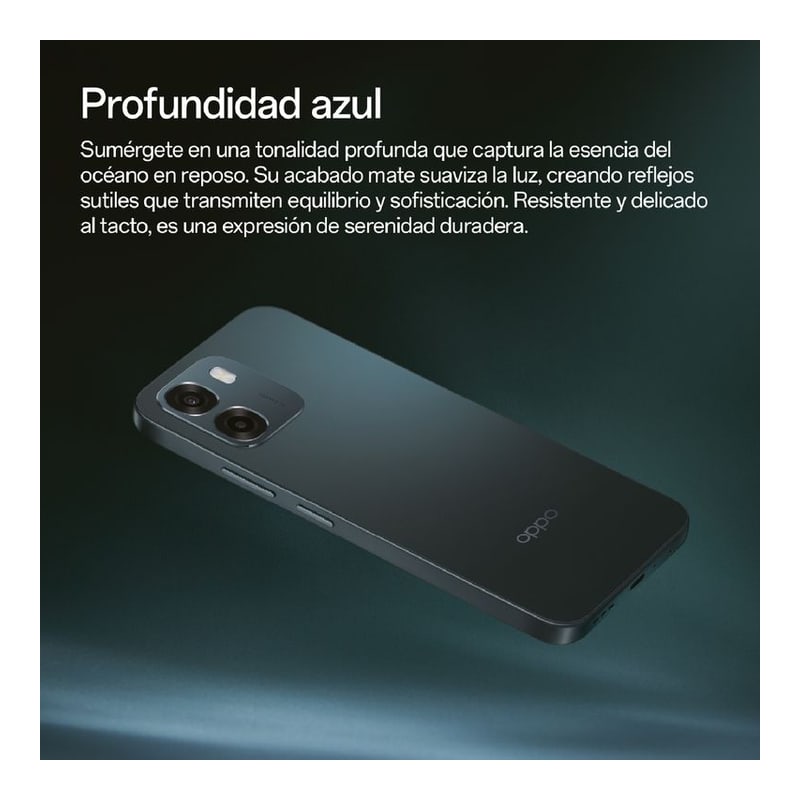 Profundidad azul
Sumérgete en una tonalidad profunda que captura la esencia del
océano en reposo. Su acabado mate suaviza la luz, creando reflejos
sutiles que transmiten equilibrio y sofisticación. Resistente y delicado
al tacto, es una expresión de serenidad duradera.
oppo